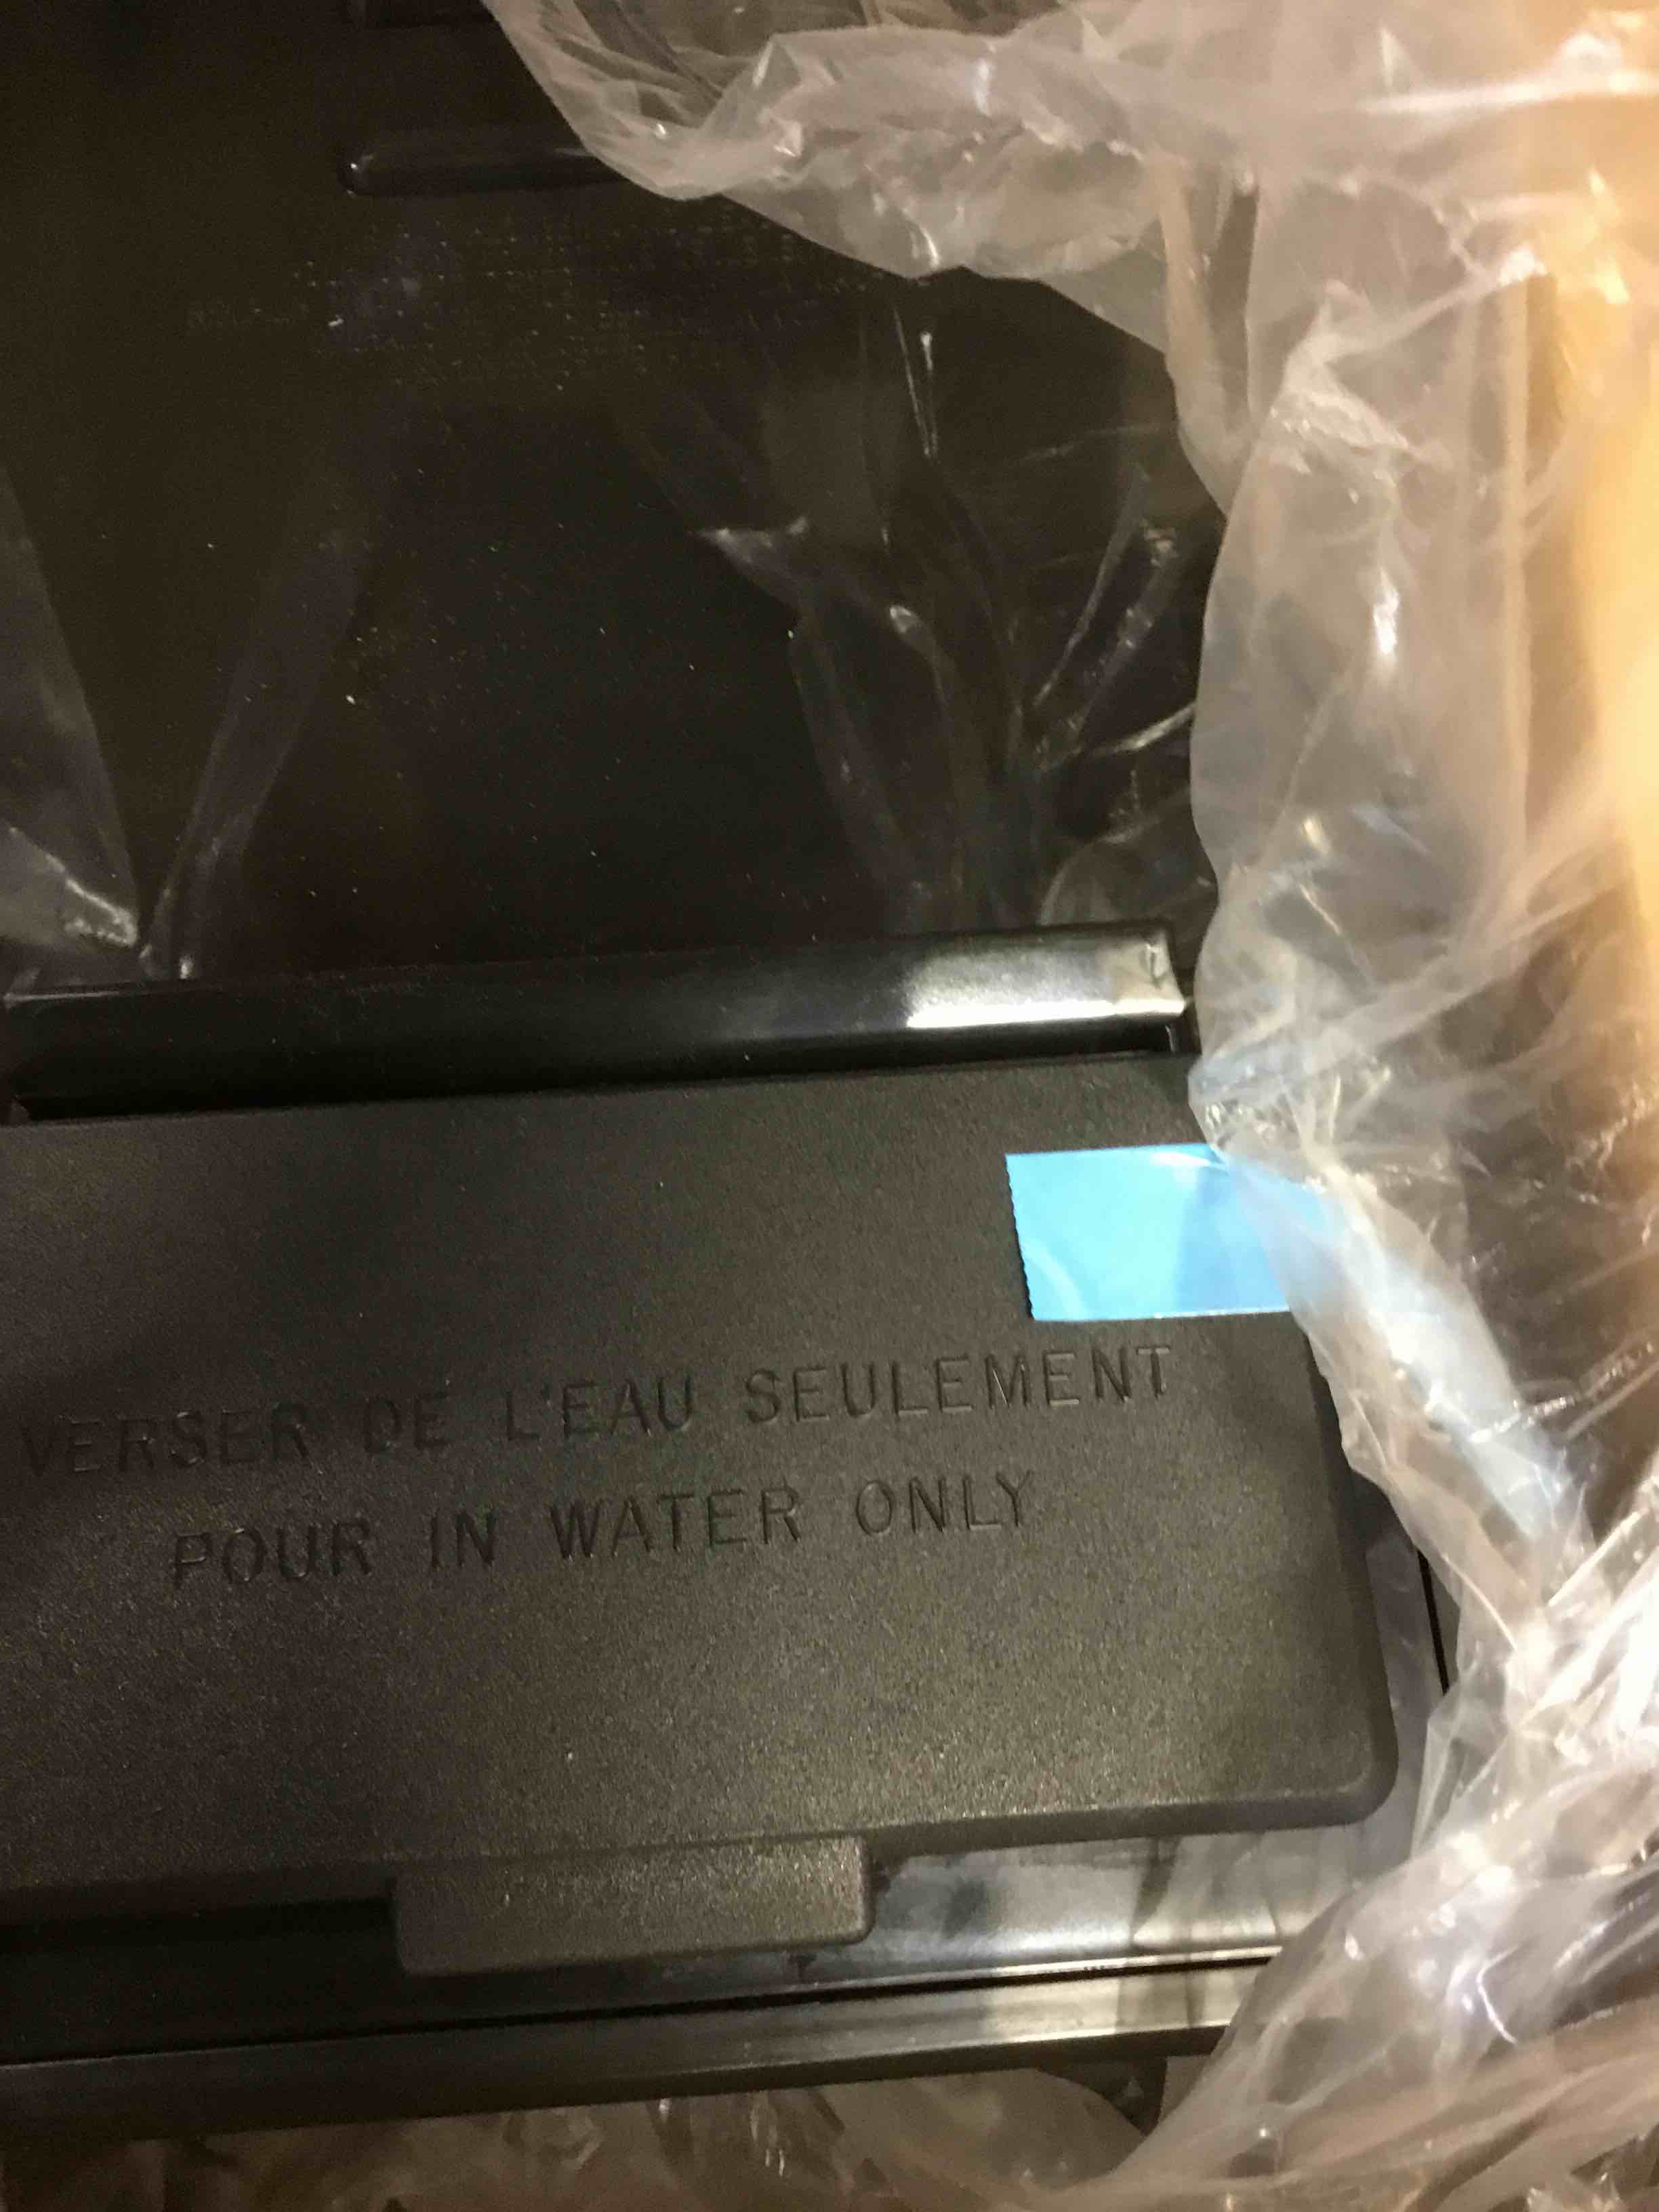 VERSER DE L'EAU SEULEMENT
POUR IN WATER ONLY